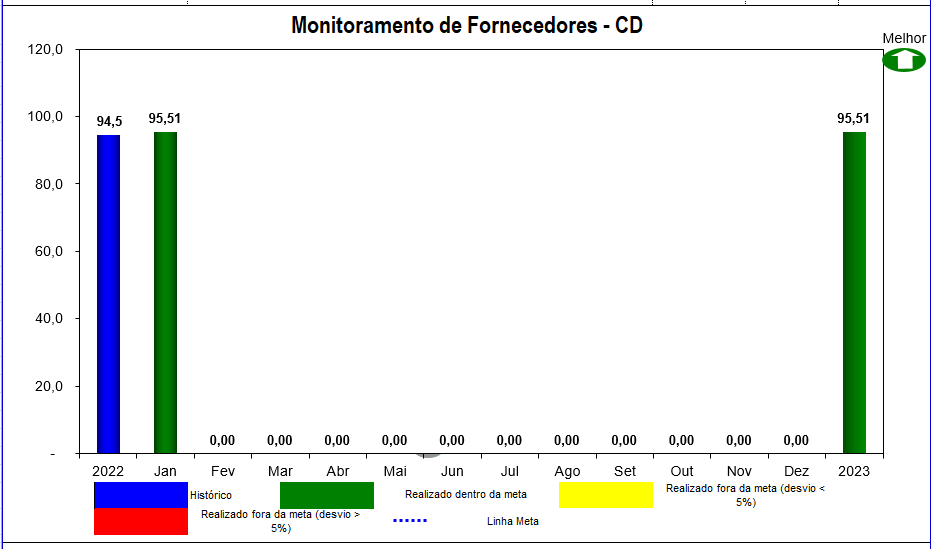 Monitoramento de Fornecedores - CD
Melhor
120,0
100,0
80,0
60,0
40,0
20,0
-
94,5
95,51
0,00
0,00
0,00
0,00
0,00
0,00
0,00
0,00
0,00
0,00
0,00
95,51
2022 Jan Fev Mar Abr Mai Jun Jul Ago Set Out Nov Dez 2023
Histórico
Realizado dentro da meta
Realizado fora da meta (desvio <
5%)
Realizado fora da meta (desvio >
5%)
Linha Meta